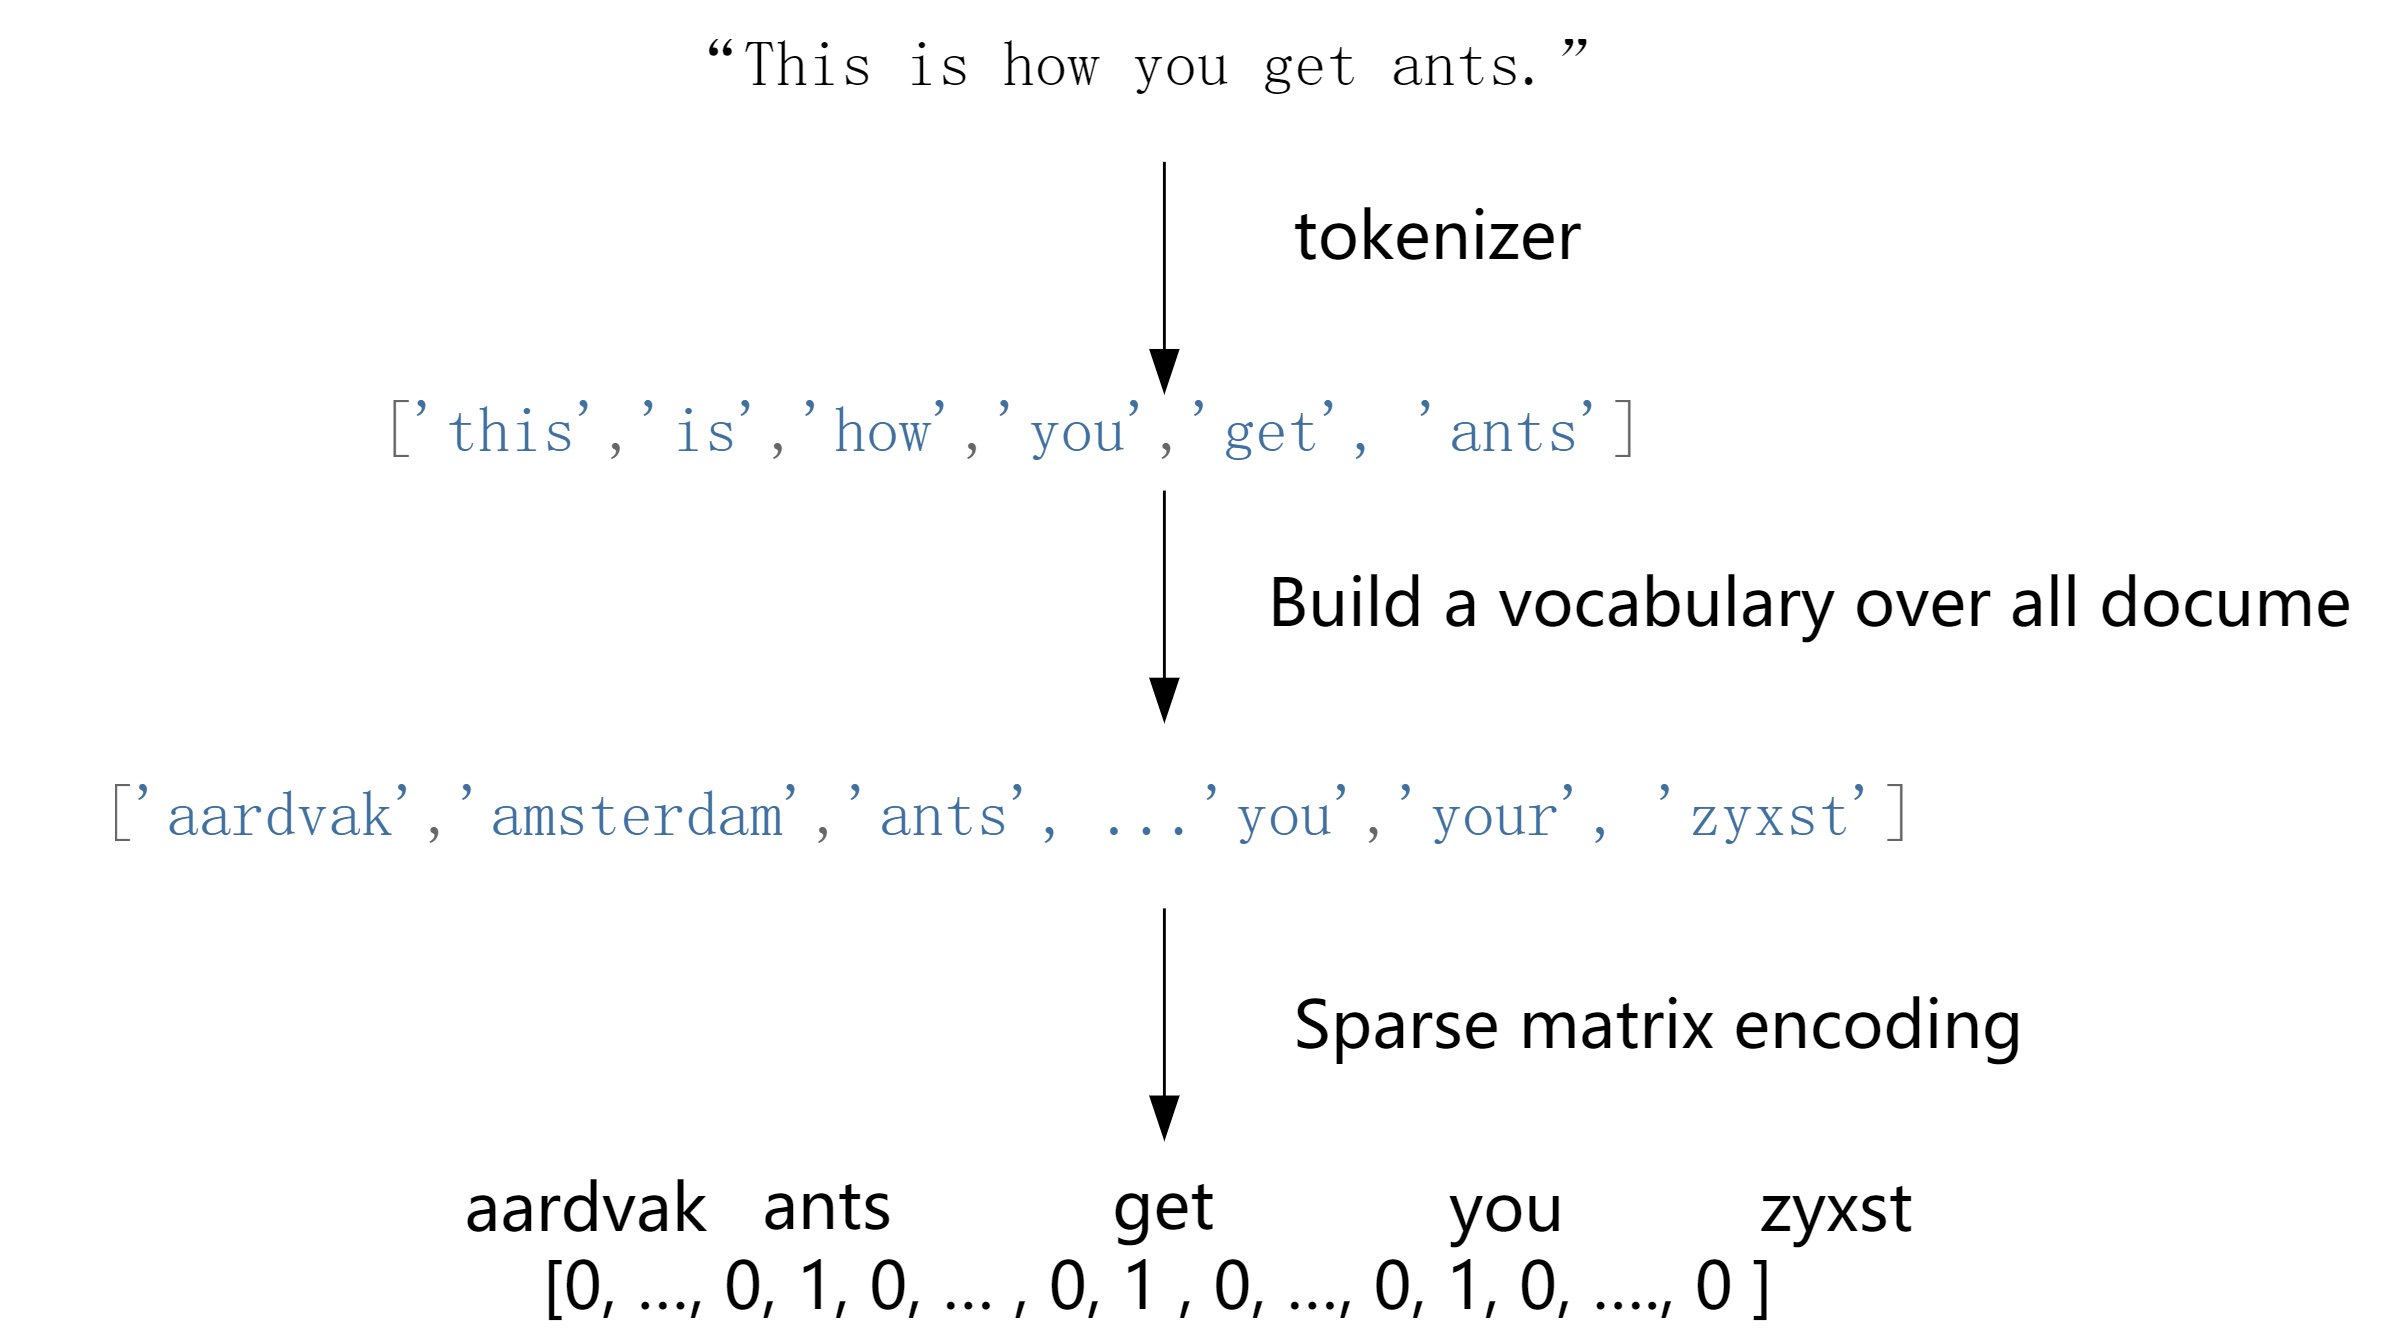 “This is how you get ants.”
tokenizer
['this','is','how','you','get', 'ants']
Build a vocabulary over all docume
['aardvak','amsterdam','ants', ...'you','your', 'zyxst']
Sparse matrix encoding
aardvak ants get you zyxst
[0, ..., 0, 1, 0, ... , 0, 1 , 0, ..., 0, 1, 0, ...., 0 ]